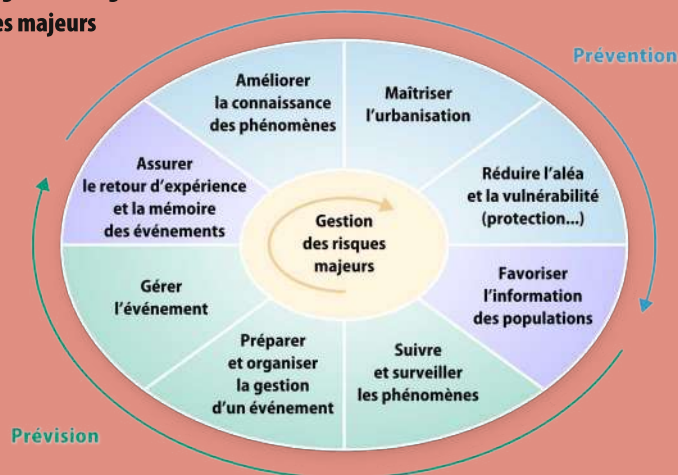 es majeurs
Prévention
Améliorer
la connaissance
des phénomènes
Maîtriser
l'urbanisation
Réduire l'aléa
et la vulnérabilité
(protection...)
Favoriser
l'information
des populations
Suivre
et surveiller
les phénomènes
Préparer
et organiser
la gestion
d'un événement
Gérer
l'événement
Assurer
le retour d'expérience
et la mémoire
des événements
Gestion
des risques
majeurs
Prévision